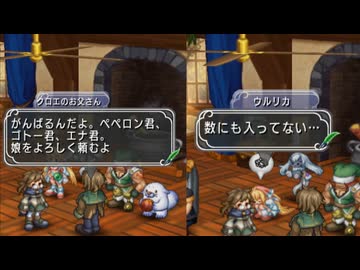 クロエのお父さん
がんばるんだよ。ペペロン君、
ゴトー君、エナ君。
娘をよろしく頼むよ
ウルリカ
数にも入ってない…